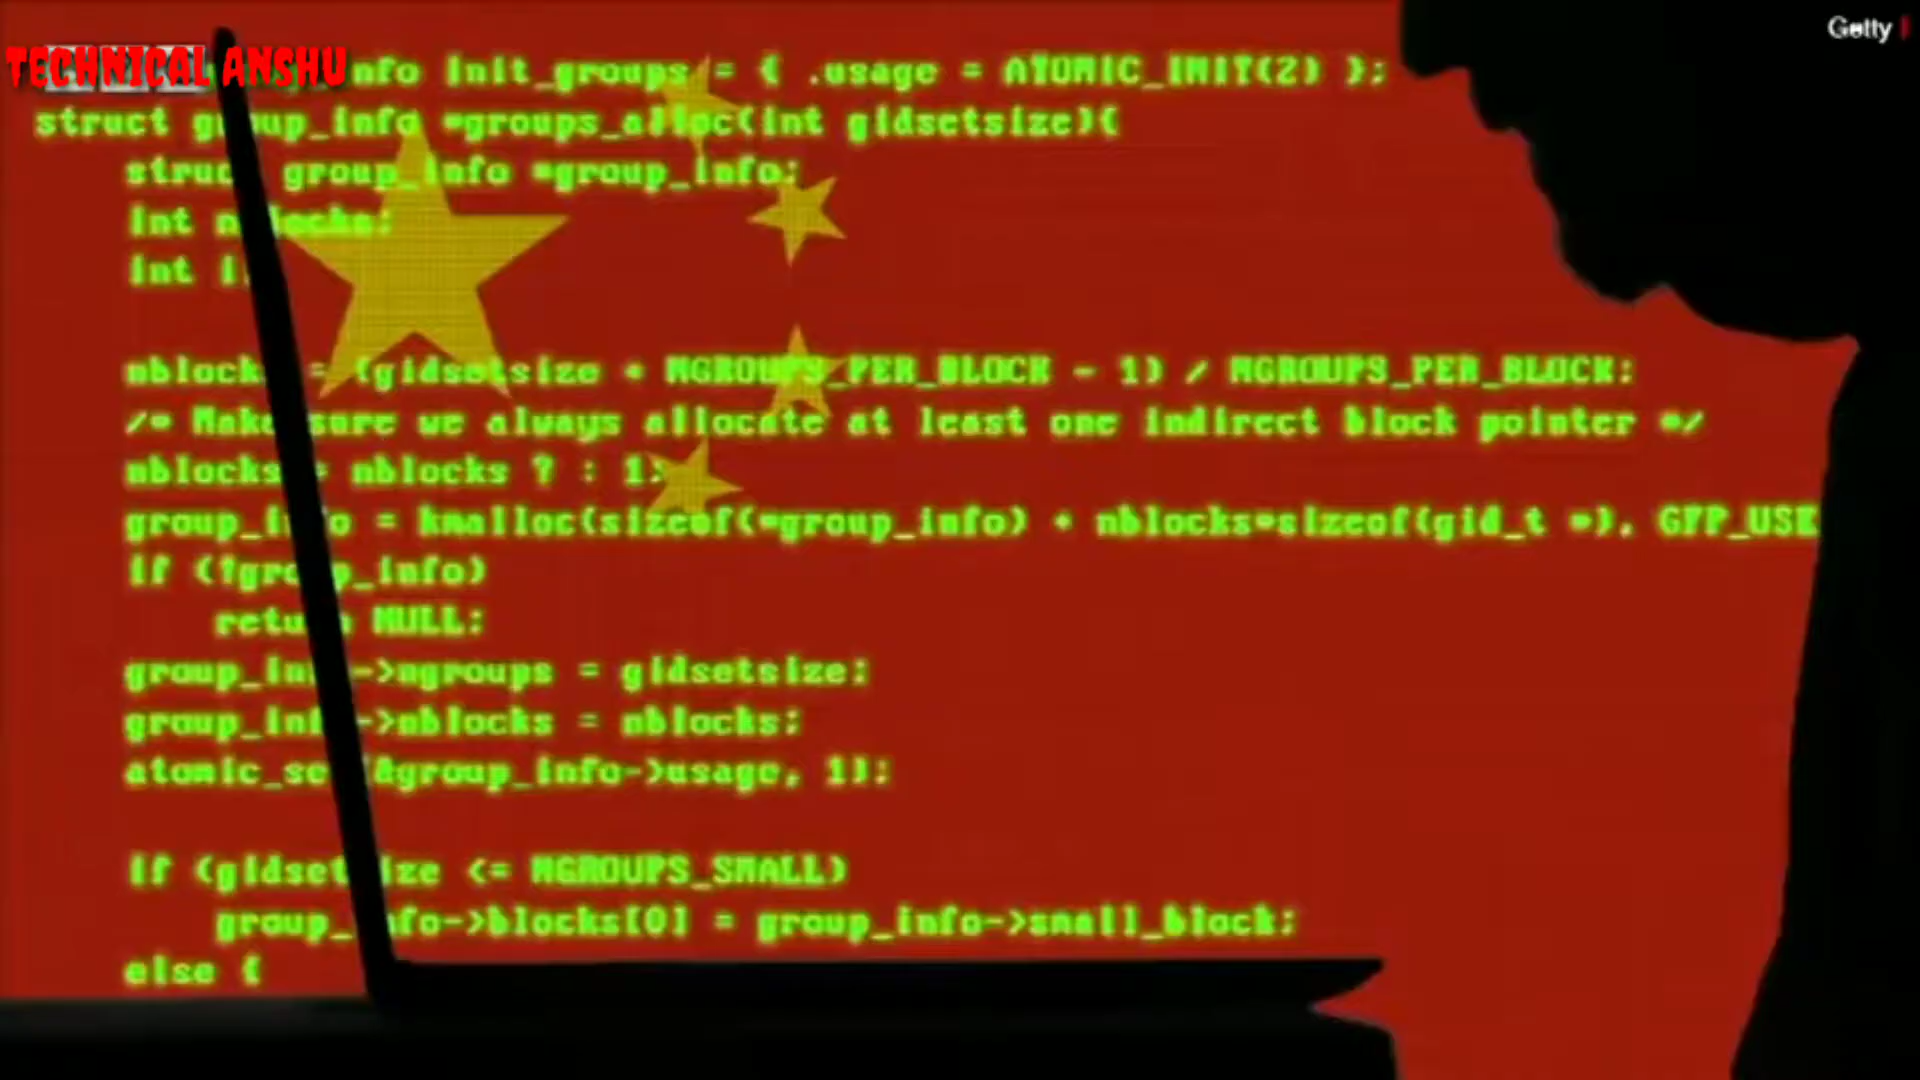 Getty
TECHNICAL ANSHU
nfo init_groups = { .usage = ATOMIC_INIT(2) };
struct group_info *groups_alloc(int gidsetsize){
struct group_info *group_info;
int nblocks;
int i;
nblocks = (gidsetsize + NGROUPS_PER_BLOCK - 1) / NGROUPS_PER_BLOCK;
/* Make sure we always allocate at least one indirect block pointer */
nblocks = nblocks ? : 1;
group_info = kmalloc(sizeof(*group_info) + nblocks*sizeof(gid_t *), GFP_USE
if (!group_info)
return NULL;
group_info->ngroups = gidsetsize;
group_info->nblocks = nblocks;
atomic_set(&group_info->usage, 1);
if (gidsetsize <= NGROUPS_SMALL)
group_info->blocks[0] = group_info->small_block;
else {